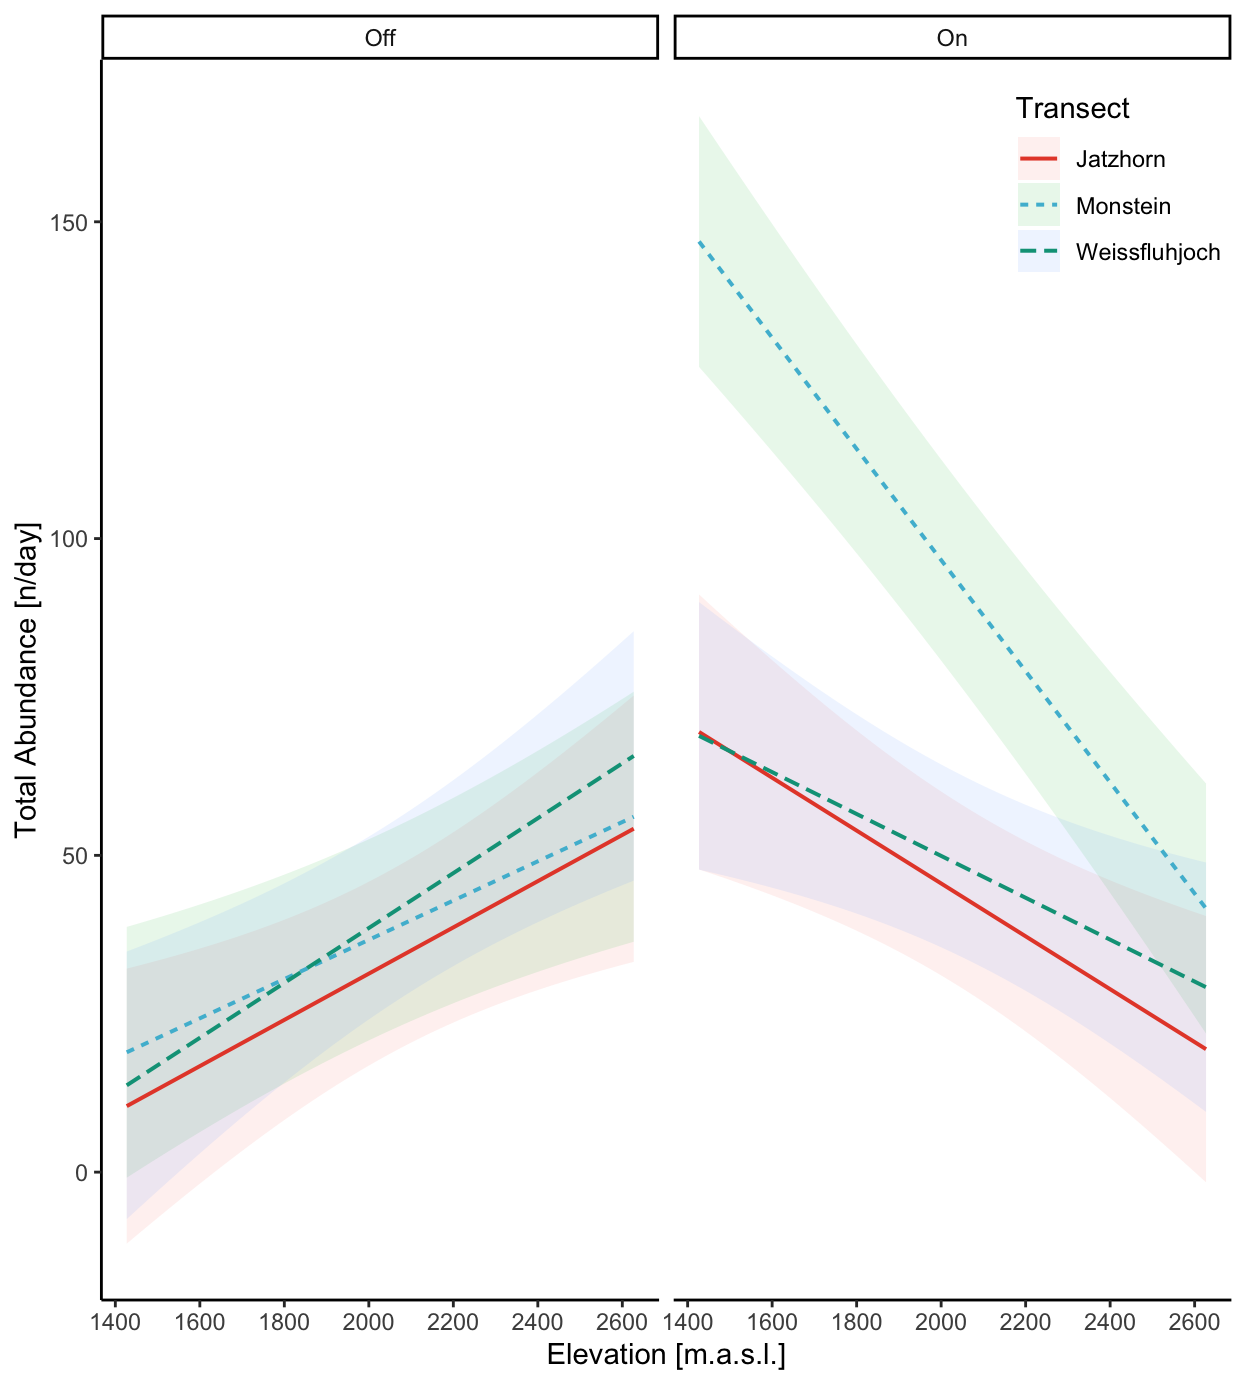 Off
On
Transect
Jatzhorn
Monstein
Weissfluhjoch
Total Abundance [n/day]
150
100
50
0
1400 1600 1800 2000 2200 2400 2600
1400 1600 1800 2000 2200 2400 2600
Elevation [m.a.s.l.]